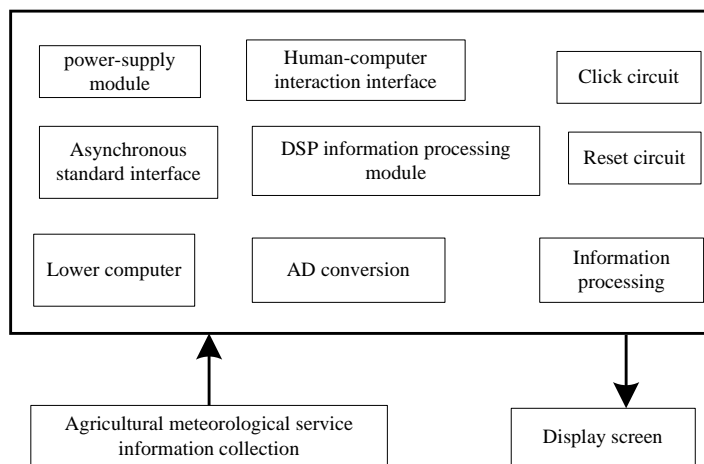 power-supply
module
Human-computer
interaction interface
Click circuit
Asynchronous
standard interface
DSP information processing
module
Reset circuit
Lower computer
AD conversion
Information
processing
Agricultural meteorological service
information collection
Display screen